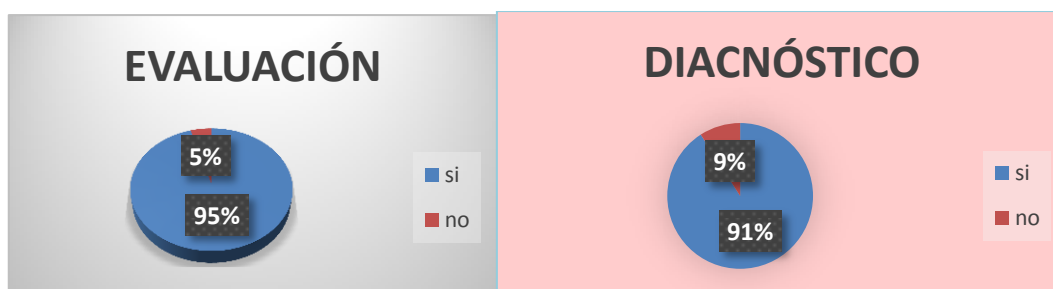 EVALUACIÓN
5%
95%
si
no
DIACNÓSTICO
9%
91%
si
no